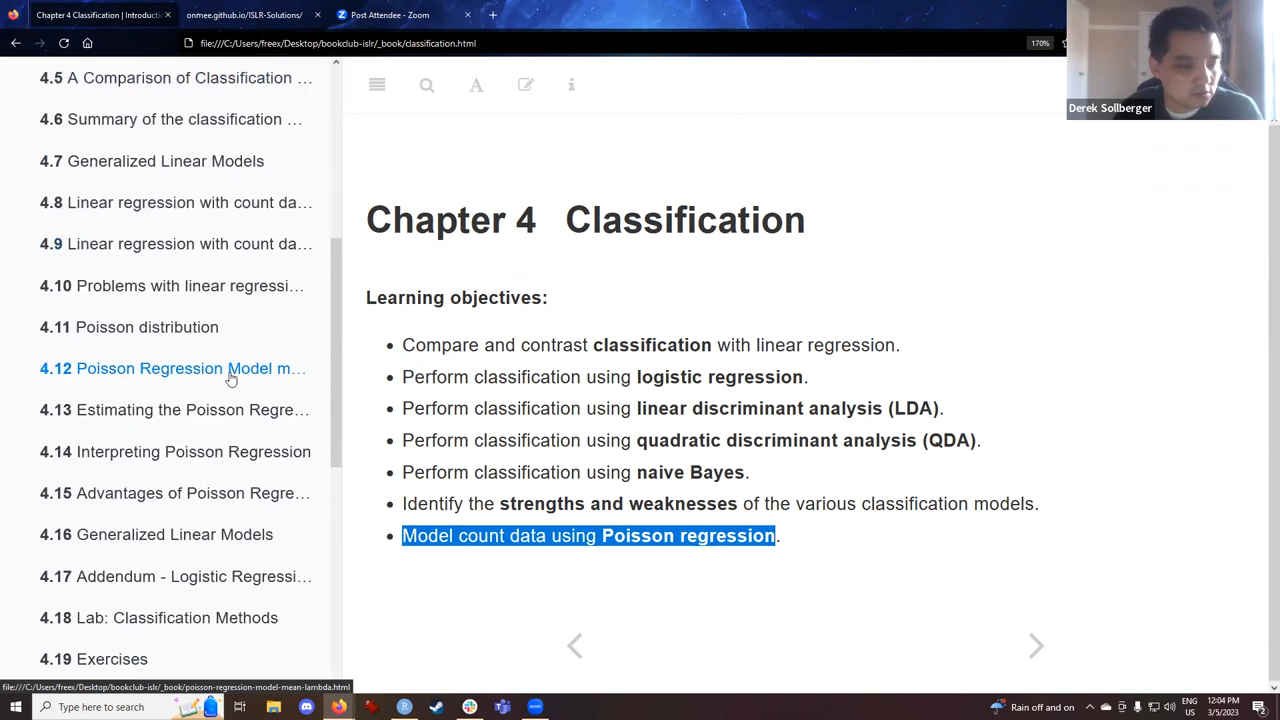 Chapter 4 Classification | Introducti
onmee.github.io/ISLR-Solutions/
Post Attendee - Zoom
file:///C:/Users/freex/Desktop/bookclub-islr/_book/classification.html
170%
Derek Sollberger
4.5 A Comparison of Classification …
4.6 Summary of the classification …
4.7 Generalized Linear Models
4.8 Linear regression with count da…
4.9 Linear regression with count da…
4.10 Problems with linear regressi…
4.11 Poisson distribution
4.12 Poisson Regression Model m…
4.13 Estimating the Poisson Regre…
4.14 Interpreting Poisson Regression
4.15 Advantages of Poisson Regre…
4.16 Generalized Linear Models
4.17 Addendum - Logistic Regressi…
4.18 Lab: Classification Methods
4.19 Exercises
Chapter 4 Classification
Learning objectives:
• Compare and contrast classification with linear regression.
• Perform classification using logistic regression.
• Perform classification using linear discriminant analysis (LDA).
• Perform classification using quadratic discriminant analysis (QDA).
• Perform classification using naive Bayes.
• Identify the strengths and weaknesses of the various classification models.
• Model count data using Poisson regression.
file:///C:/Users/freex/Desktop/bookclub-islr/_book/poisson-regression-model-mean-lambda.html
Type here to search
Rain off and on
ENG
US
12:04 PM
3/5/2023
2